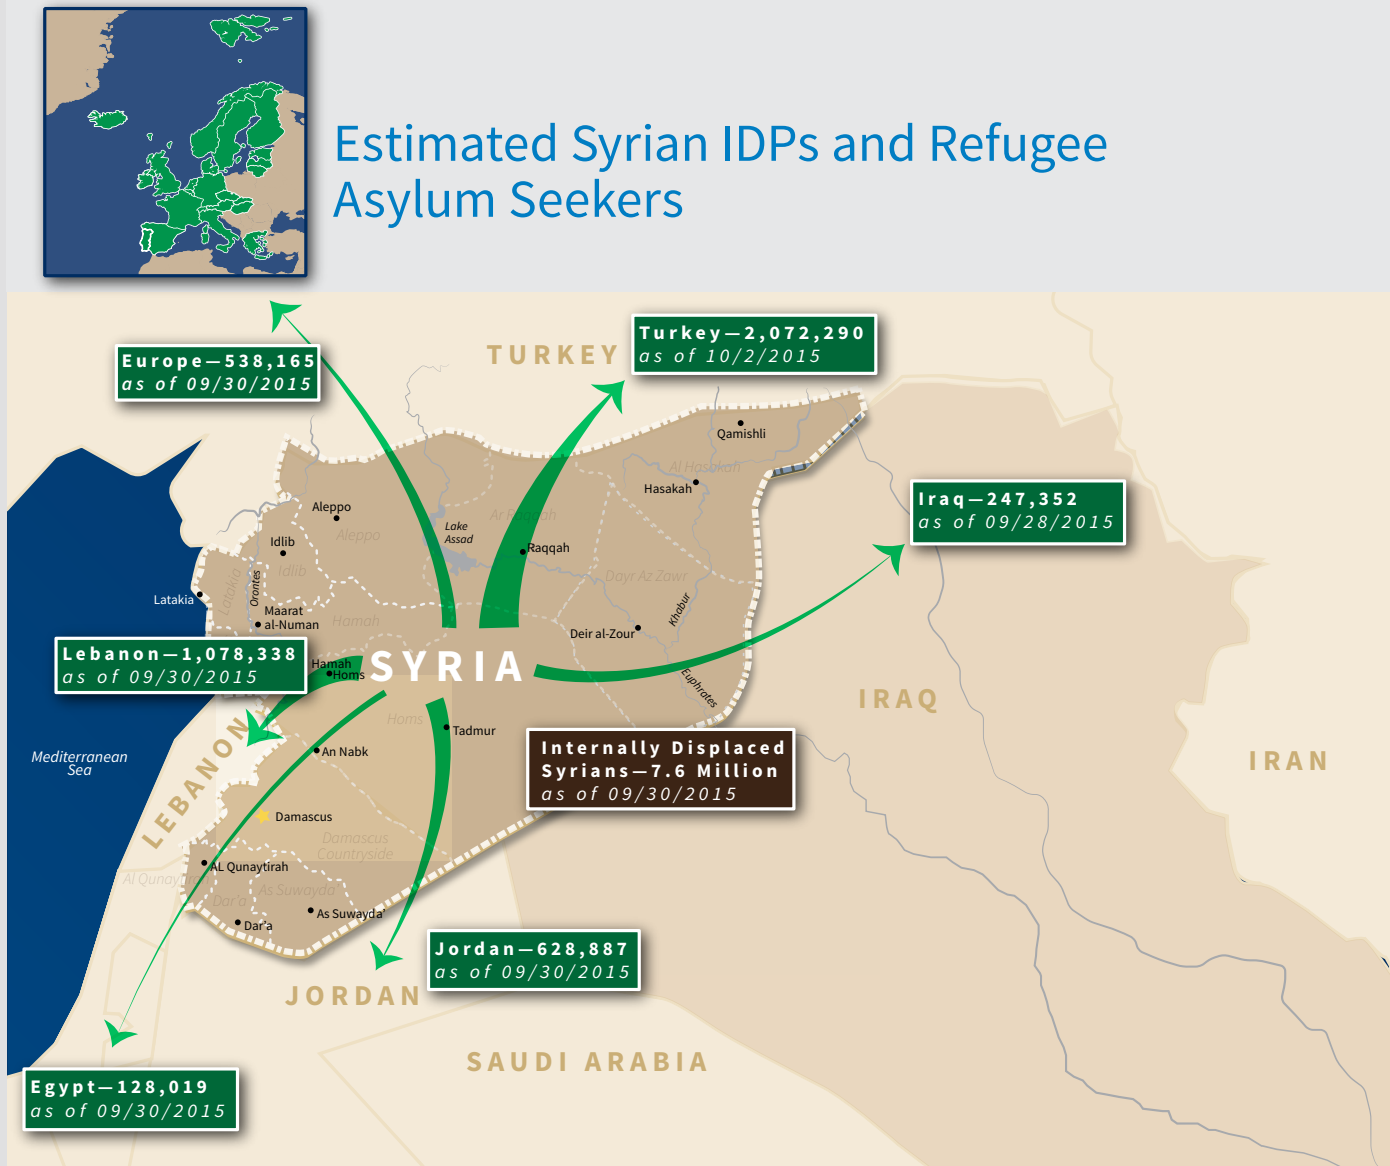 Estimated Syrian IDPs and Refugee
Asylum Seekers
Europe—538,165
as of 09/30/2015
TURKEY
Turkey—2,072,290
as of 10/2/2015
Qamishli
Al Hasakah
Hasakah
Iraq—247,352
as of 09/28/2015
Aleppo
Aleppo
Ar Raqqah
Lake
Assad
Idlib
Idlib
Raqqah
Dayr Az Zawr
Latakia
Latakia
Orontes
Maarat
al-Numan
Hamah
Khabur
Deir al-Zour
Lebanon—1,078,338
as of 09/30/2015
Hamah
Homs
SYRIA
Euphrates
IRAQ
Homs
Tadmur
LEBANON
An Nabk
Internally Displaced
Syrians—7.6 Million
as of 09/30/2015
Mediterranean
Sea
IRAN
Damascus
Damascus
Countryside
AL Qunaytirah
Al Qunaytirah
As Suwayda'
Dar'a
As Suwayda'
Dar'a
Jordan—628,887
as of 09/30/2015
JORDAN
SAUDI ARABIA
Egypt—128,019
as of 09/30/2015